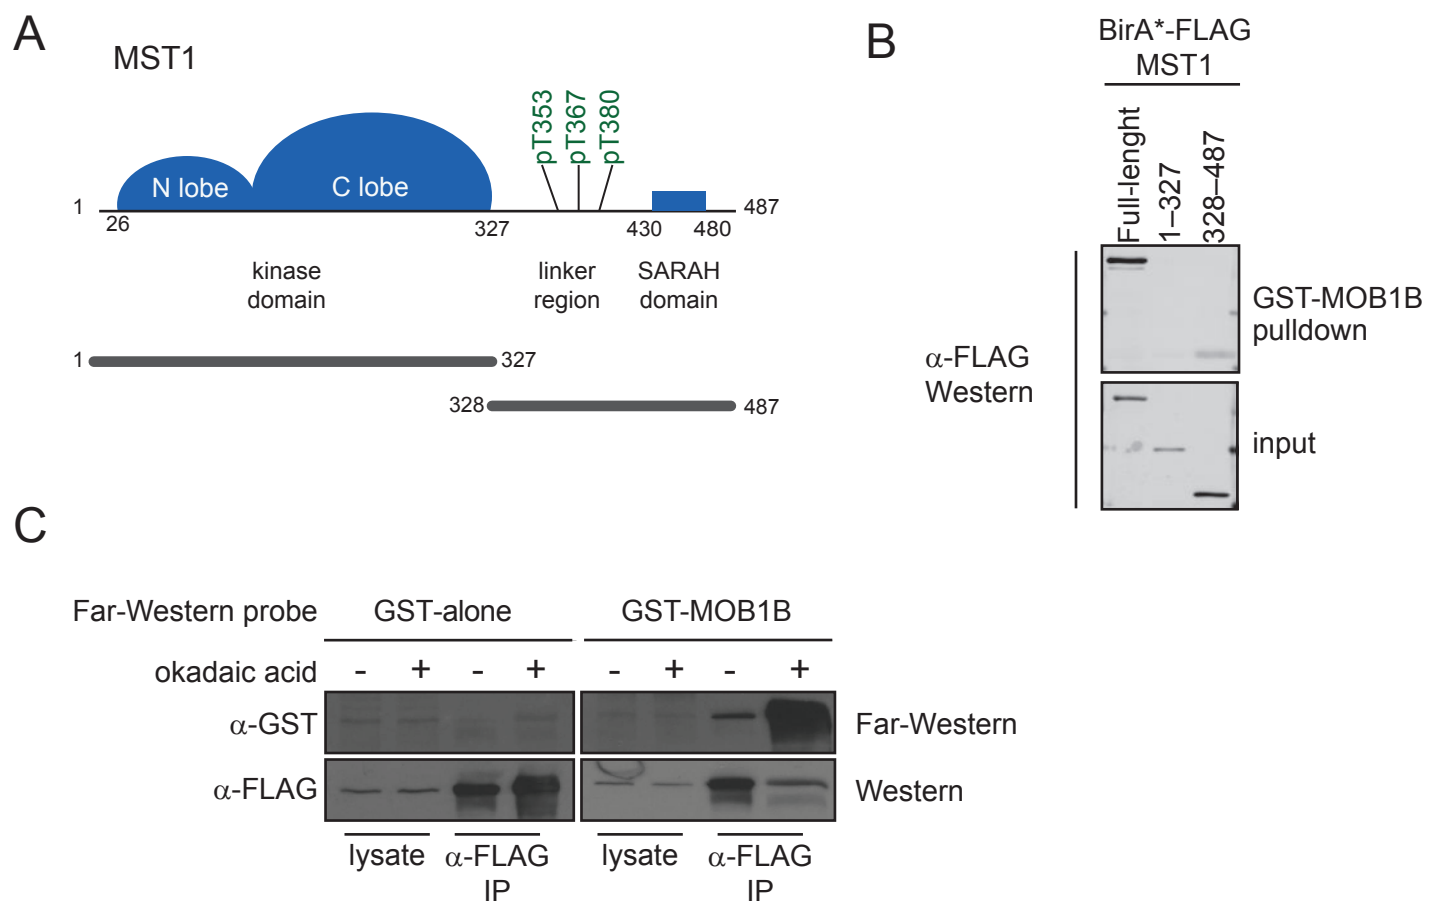 A
MST1
pT353
pT367
pT380
N lobe
C lobe
1
487
26
327
430
480
kinase
domain
linker
region
SARAH
domain
1
327
328
487
B
BirA*-FLAG
MST1
Full-lenght
1–327
328–487
GST-MOB1B
pulldown
α-FLAG
Western
input
C
Far-Western probe
GST-alone
GST-MOB1B
okadaic acid
- + - +
- + - +
α-GST
Far-Western
α-FLAG
Western
lysate
α-FLAG
IP
lysate
α-FLAG
IP